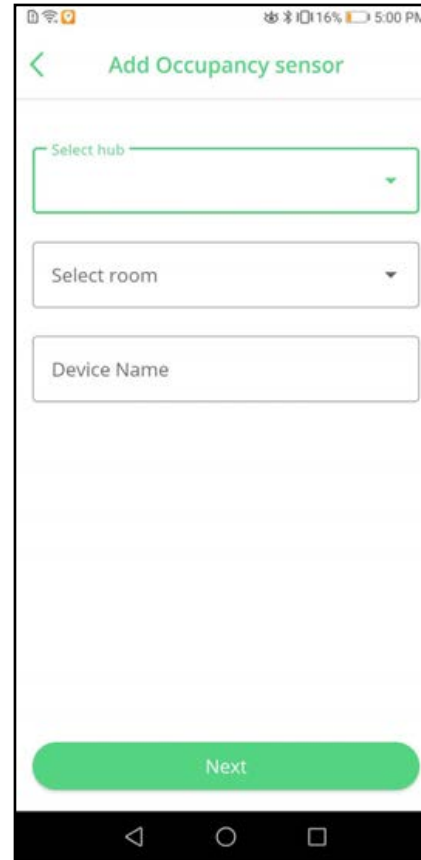 16% 5:00 PM
Add Occupancy sensor
Select hub
Select room
Device Name
Next